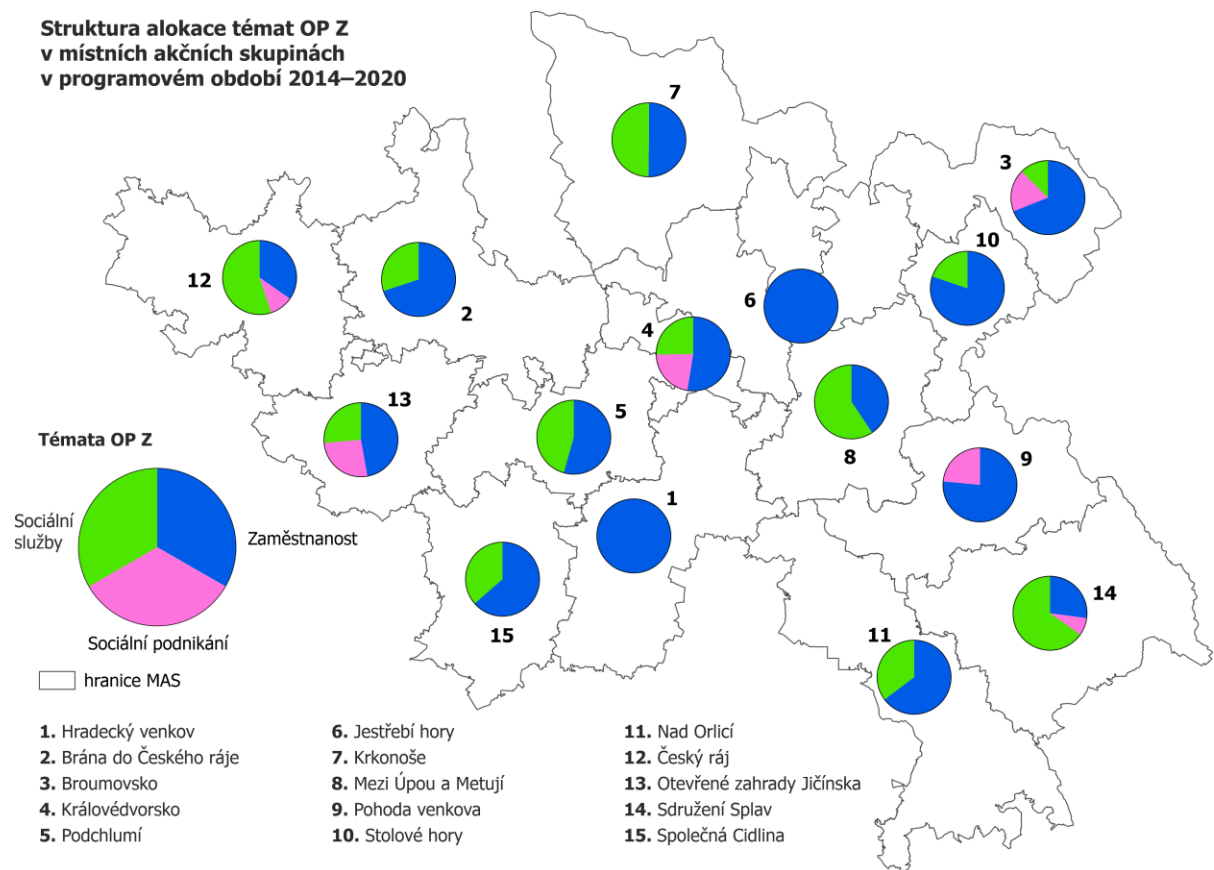 Struktura alokace témat OP Z
v místních akčních skupinách
v programovém období 2014–2020
7
3
10
12
2
6
4
13
5
8
9
1
15
14
11
Témata OP Z
Sociální
služby
Zaměstnanost
Sociální podnikání
hranice MAS
1. Hradecký venkov
2. Brána do Českého ráje
3. Broumovsko
4. Královédvorsko
5. Podchlumí
6. Jestřebí hory
7. Krkonoše
8. Mezi Úpou a Metují
9. Pohoda venkova
10. Stolové hory
11. Nad Orlicí
12. Český ráj
13. Otevřené zahrady Jičínska
14. Sdružení Splav
15. Společná Cidlina